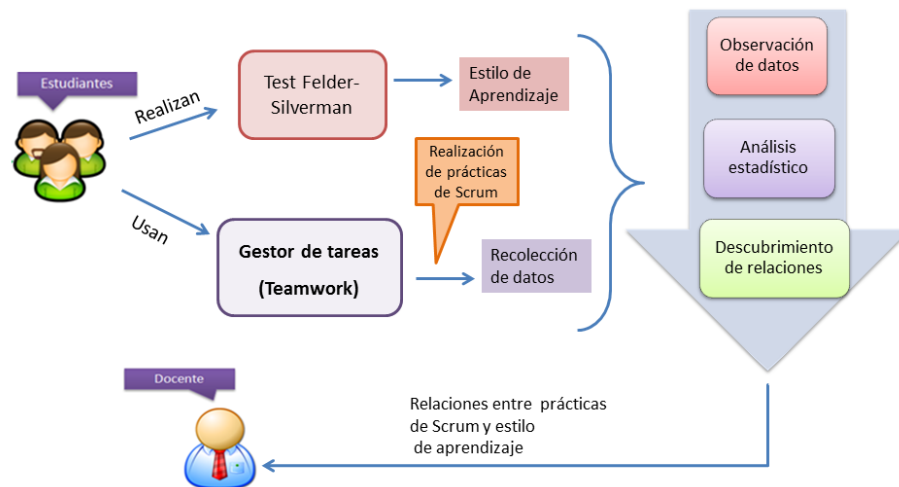 Estudiantes
Realizan
Test Felder-
Silverman
Estilo de
Aprendizaje
Usan
Gestor de tareas
(Teamwork)
Realización
de prácticas
de Scrum
Recolección
de datos
Observación
de datos
Análisis
estadístico
Descubrimiento
de relaciones
Docente
Relaciones entre prácticas
de Scrum y estilo
de aprendizaje